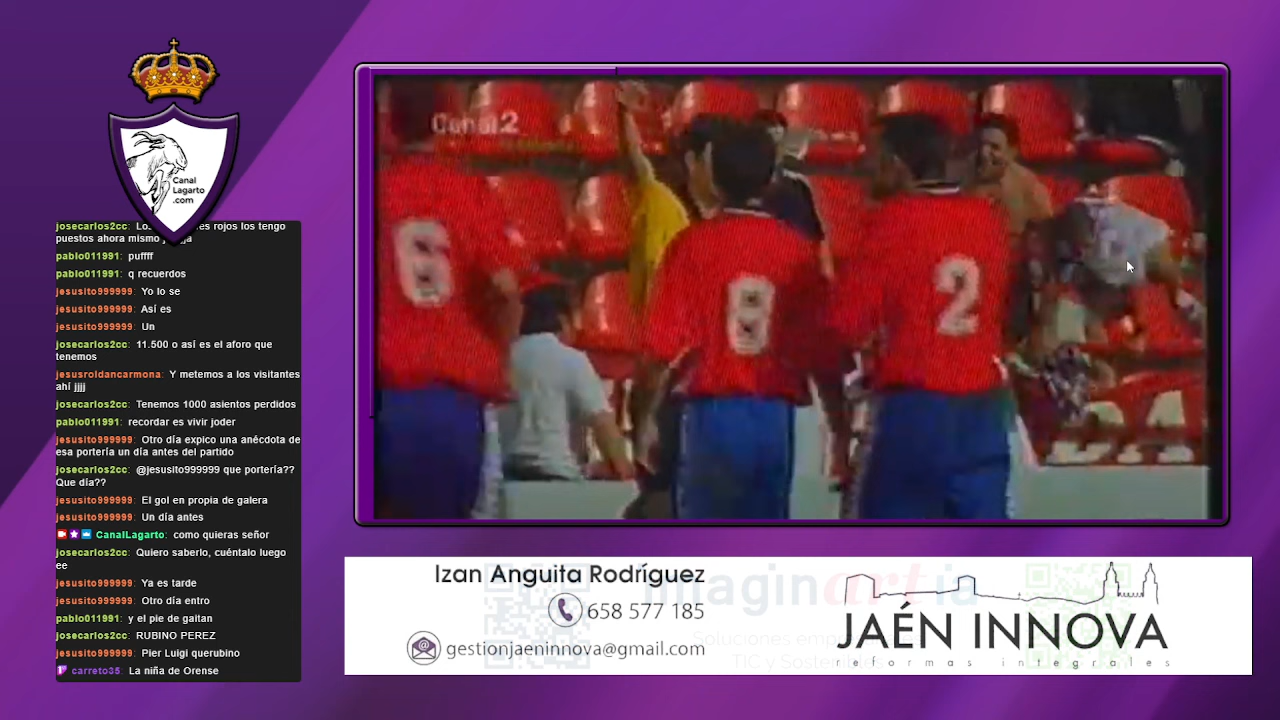 Canal
Lagarto
.com
josecarlos2cc: rojos los tengo
puestos ahora mismo
pablo011991: puffff
pablo011991: q recuerdos
jesusito999999: Yo lo se
jesusito999999: Así es
jesusito999999: Un
josecarlos2cc: 11.500 o así es el aforo que
tenemos
jesusroldancarmona: Y metemos a los visitantes
ahí jjjj
josecarlos2cc: Tenemos 1000 asientos perdidos
pablo011991: recordar es vivir joder
jesusito999999: Otro día expico una anécdota de
esa portería un día antes del partido
josecarlos2cc: @jesusito999999 que portería??
Que día??
jesusito999999: El gol en propia de galera
jesusito999999: Un día antes
CanalLagarto: como quieras señor
josecarlos2cc: Quiero saberlo, cuéntalo luego
ee
jesusito999999: Ya es tarde
jesusito999999: Otro día entro
pablo011991: y el pie de gaitan
josecarlos2cc: RUBINO PEREZ
jesusito999999: Pier Luigi querubino
carreto35: La niña de Orense
Canal2
6
8
2
Izan Anguita Rodríguez
658 577 185
gestionjaeninnova@gmail.com
imaginartia
Soluciones
TIC y Sostenible
JAÉN INNOVA
reformas integrales